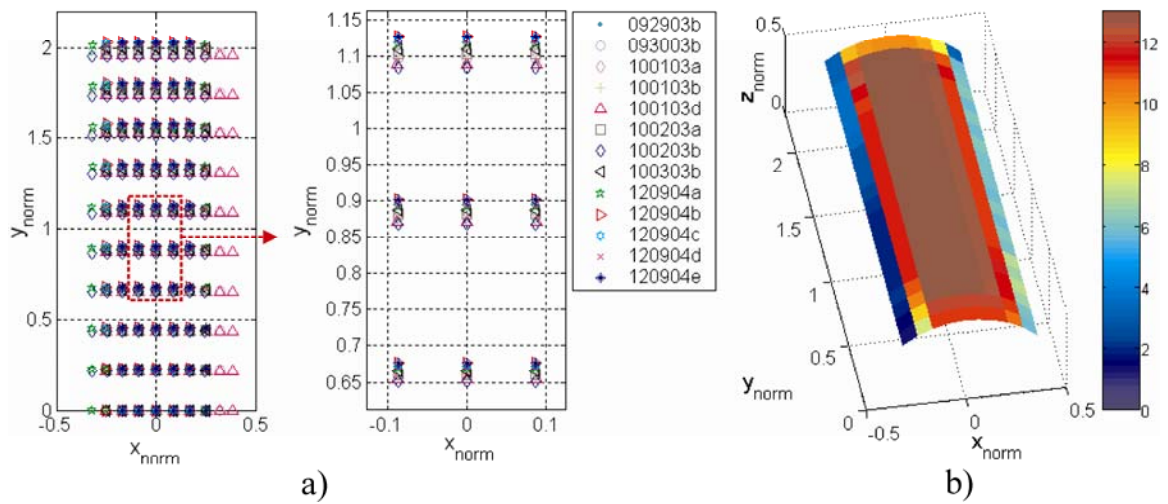 2
1.5
1
0.5
0
-0.5
0
0.5
y_norm
x_norm
1.15
1.1
1.05
1
0.95
0.9
0.85
0.8
0.75
0.7
0.65
-0.1
0
0.1
y_norm
x_norm
092903b
093003b
100103a
100103b
100103d
100203a
100203b
100303b
120904a
120904b
120904c
120904d
120904e
a)
0.5
0
z_norm
2
1.5
1
0.5
0
y_norm
-0.5
0
0.5
x_norm
12
10
8
6
4
2
0
b)